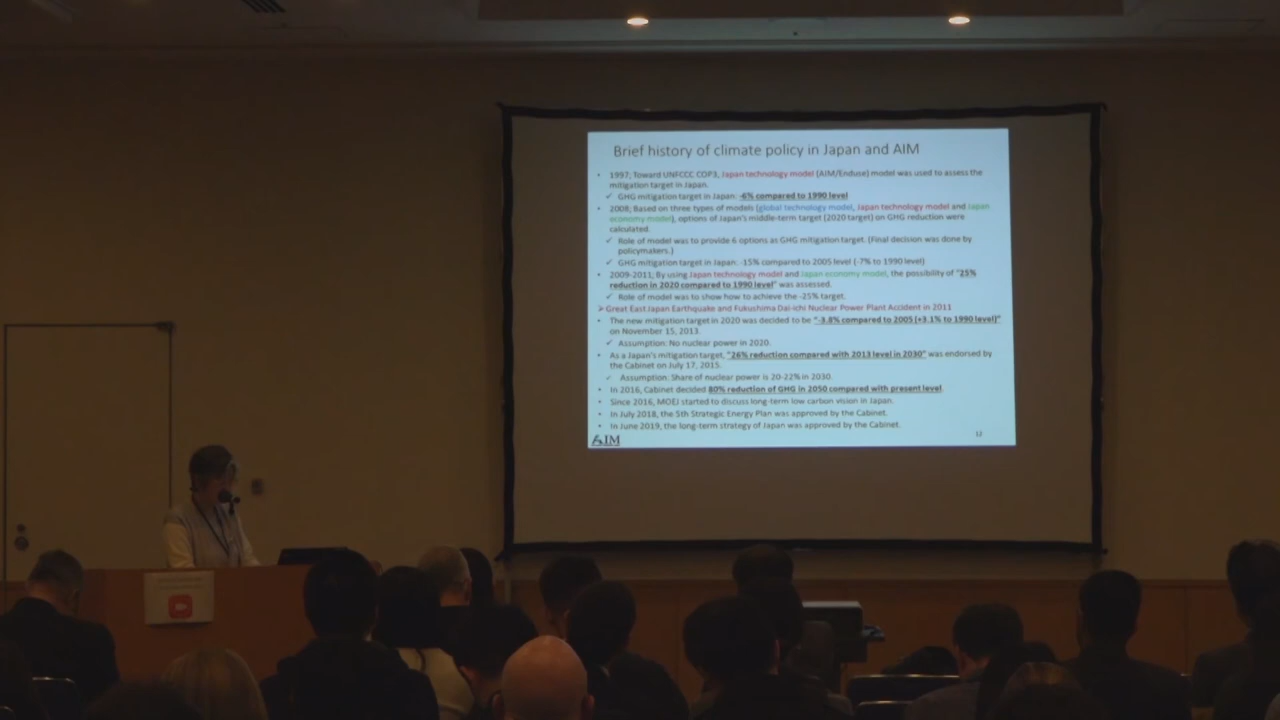 Brief history of climate policy in Japan and AIM
• 1997; Toward UNFCCC COP3, Japan technology model (AIM/Enduse) model was used to assess the
mitigation target in Japan.
✓ GHG mitigation target in Japan: -6% compared to 1990 level
• 2008; Based on three types of models (global technology model, Japan technology model and Japan
economy model), options of Japan's middle-term target (2020 target) on GHG reduction were
calculated.
✓ Role of model was to provide 6 options as GHG mitigation target. (Final decision was done by
policymakers.)
✓ GHG mitigation target in Japan: -15% compared to 2005 level (-7% to 1990 level)
• 2009-2011; By using Japan technology model and Japan economy model, the possibility of "25%
reduction in 2020 compared to 1990 level" was assessed.
✓ Role of model was to show how to achieve the -25% target.
➢ Great East Japan Earthquake and Fukushima Dai-ichi Nuclear Power Plant Accident in 2011
• The new mitigation target in 2020 was decided to be "-3.8% compared to 2005 (+3.1% to 1990 level)"
on November 15, 2013.
✓ Assumption: No nuclear power in 2020.
• As a Japan's mitigation target, "26% reduction compared with 2013 level in 2030" was endorsed by
the Cabinet on July 17, 2015.
✓ Assumption: Share of nuclear power is 20-22% in 2030.
• In 2016, Cabinet decided 80% reduction of GHG in 2050 compared with present level.
• Since 2016, MOEJ started to discuss long-term low carbon vision in Japan.
• In July 2018, the 5th Strategic Energy Plan was approved by the Cabinet.
• In June 2019, the long-term strategy of Japan was approved by the Cabinet.
AIM
12